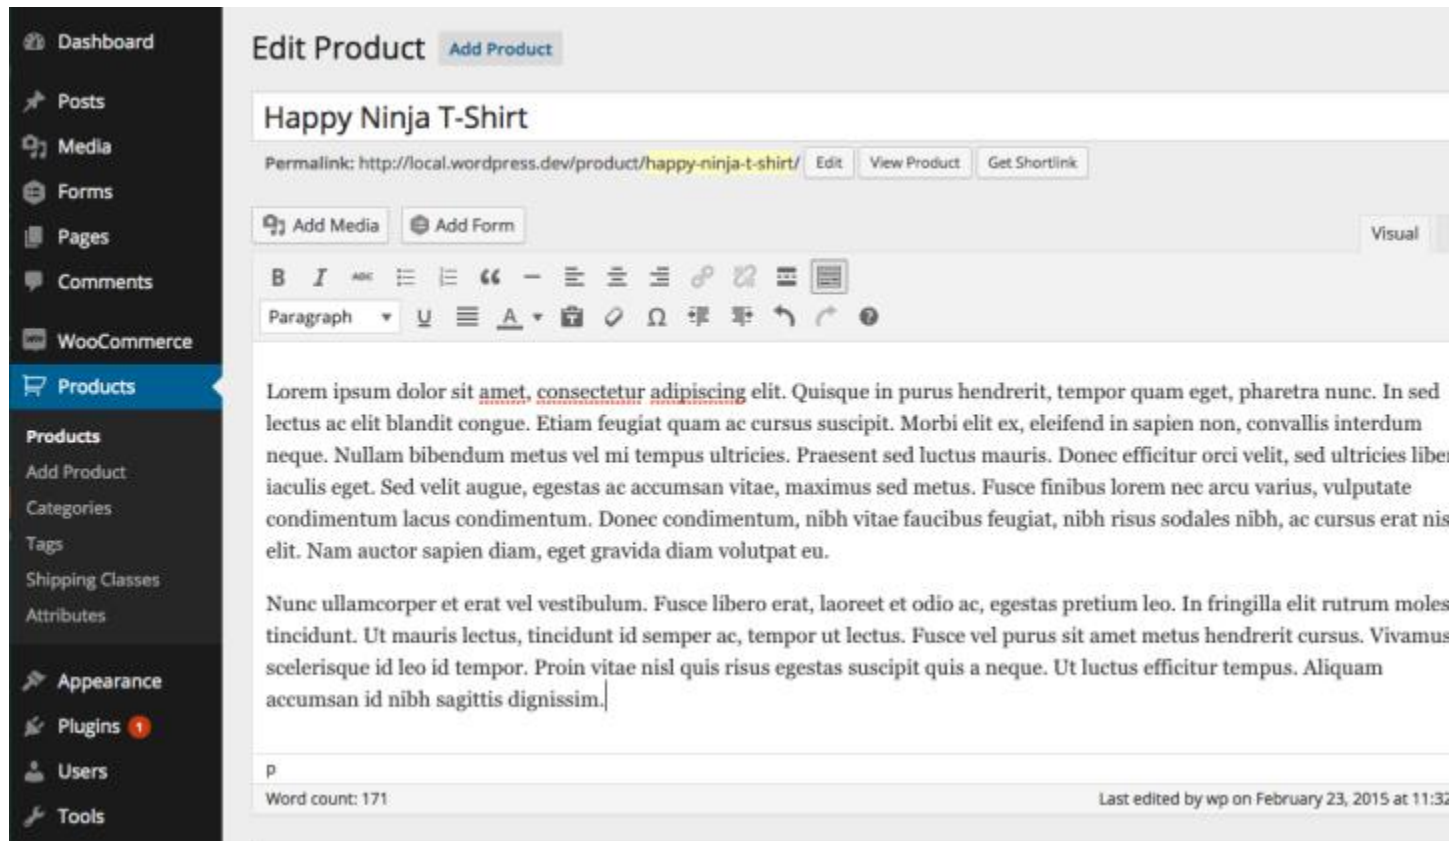 Dashboard
Posts
Media
Forms
Pages
Comments
WooCommerce
Products
Products
Add Product
Categories
Tags
Shipping Classes
Attributes
Appearance
Plugins 1
Users
Tools
Edit Product Add Product
Happy Ninja T-Shirt
Permalink: http://local.wordpress.dev/product/happy-ninja-t-shirt/ Edit View Product Get Shortlink
Add Media Add Form Visual
B I ABC
Paragraph U A T Ω ?
Lorem ipsum dolor sit amet, consectetur adipiscing elit. Quisque in purus hendrerit, tempor quam eget, pharetra nunc. In sed
lectus ac elit blandit congue. Etiam feugiat quam ac cursus suscipit. Morbi elit ex, eleifend in sapien non, convallis interdum
neque. Nullam bibendum metus vel mi tempus ultricies. Praesent sed luctus mauris. Donec efficitur orci velit, sed ultricies liber
iaculis eget. Sed velit augue, egestas ac accumsan vitae, maximus sed metus. Fusce finibus lorem nec arcu varius, vulputate
condimentum lacus condimentum. Donec condimentum, nibh vitae faucibus feugiat, nibh risus sodales nibh, ac cursus erat nis
elit. Nam auctor sapien diam, eget gravida diam volutpat eu.
Nunc ullamcorper et erat vel vestibulum. Fusce libero erat, laoreet et odio ac, egestas pretium leo. In fringilla elit rutrum moles
tincidunt. Ut mauris lectus, tincidunt id semper ac, tempor ut lectus. Fusce vel purus sit amet metus hendrerit cursus. Vivamus
scelerisque id leo id tempor. Proin vitae nisl quis risus egestas suscipit quis a neque. Ut luctus efficitur tempus. Aliquam
accumsan id nibh sagittis dignissim.
p
Word count: 171 Last edited by wp on February 23, 2015 at 11:32